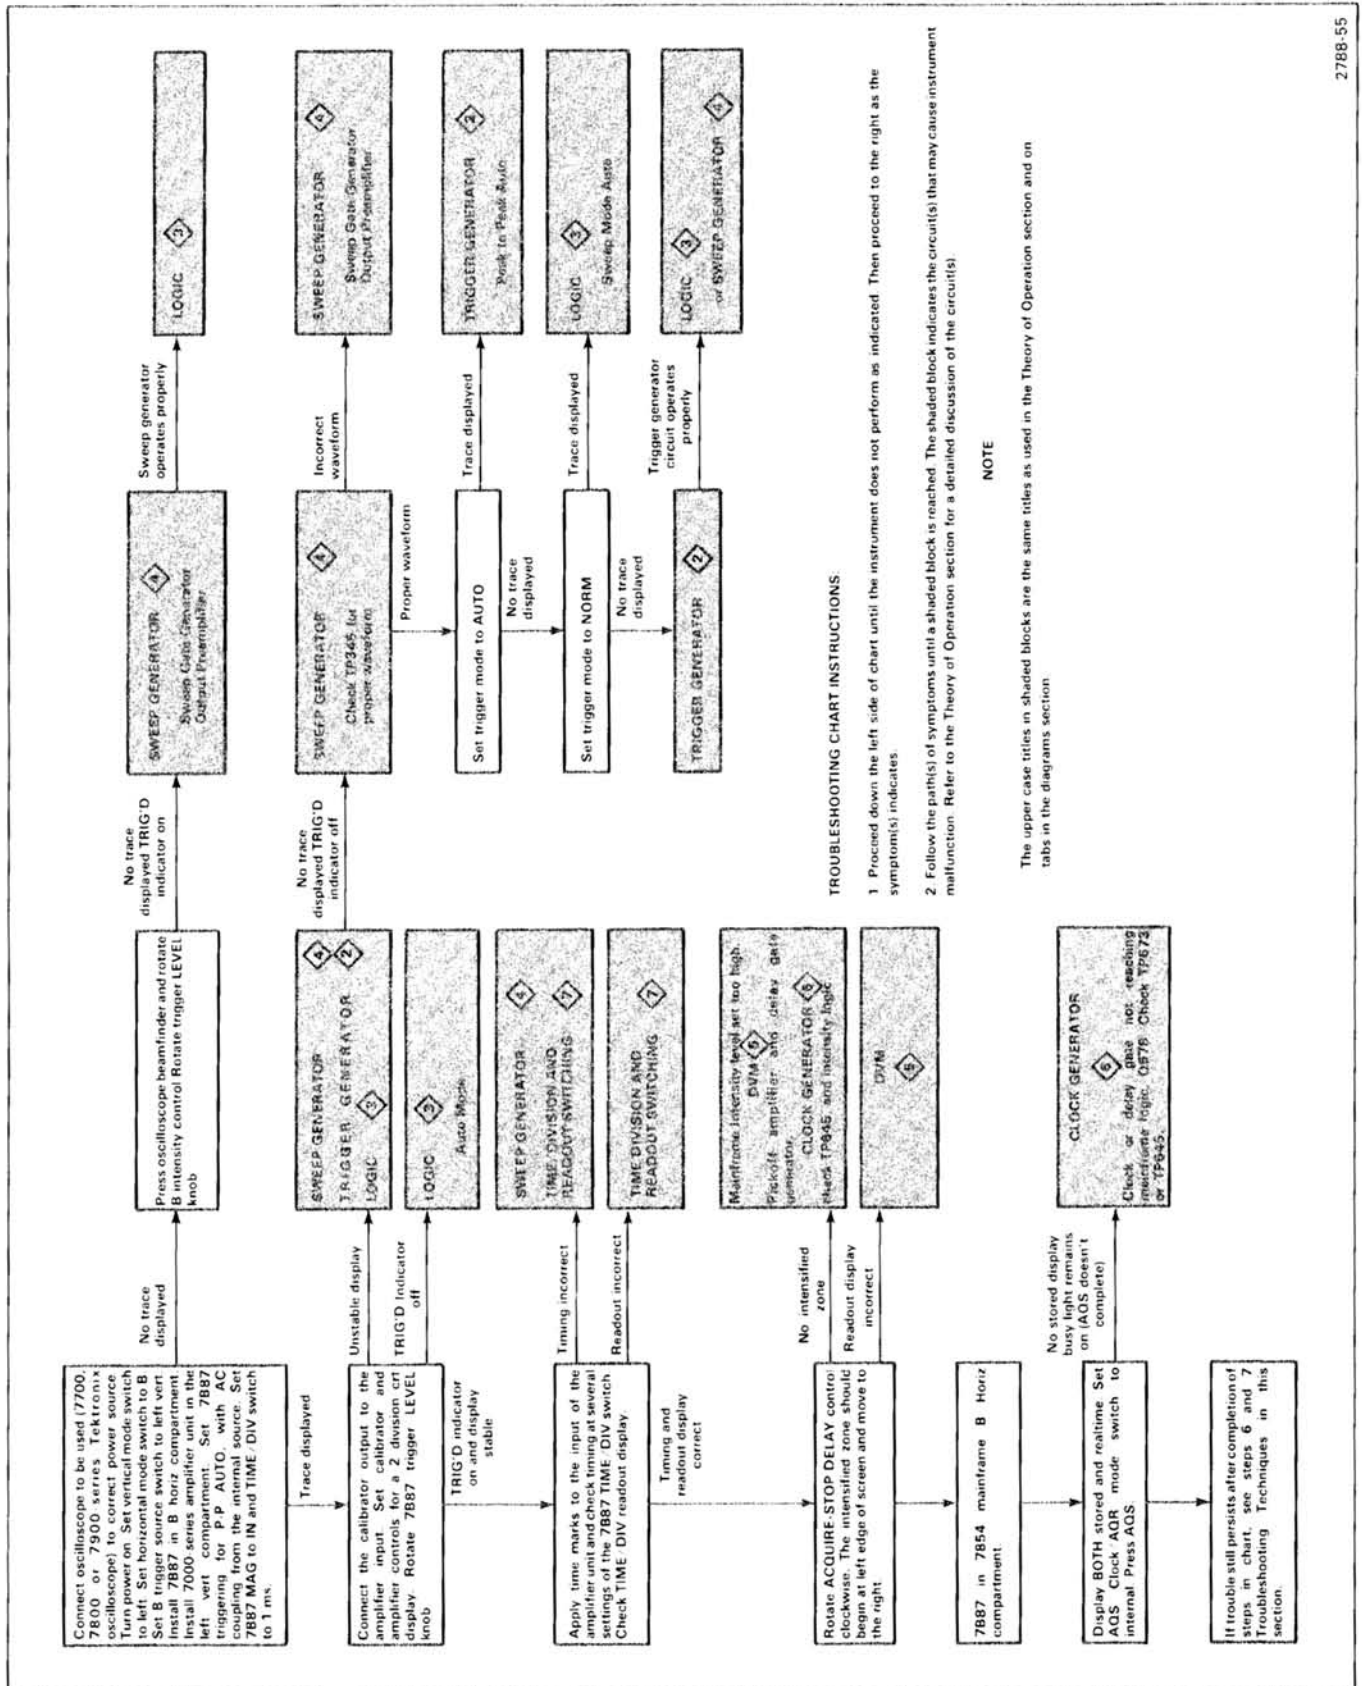 Connect oscilloscope to be used (7700,
7800 or 7900-series Tektronix
oscilloscope) to correct power source
Turn power on Set vertical mode switch
to left Set horizontal mode switch to B
Set B trigger source switch to left vert
Install 7B87 in B horiz compartment.
Install 7000-series amplifier unit in the
left vert compartment. Set 7B87
triggering for P-P AUTO, with AC
coupling from the internal source. Set
7B87 MAG to IN and TIME/DIV switch
to 1 ms.
No trace
displayed
Press oscilloscope beamfinder and rotate
B intensity control Rotate trigger LEVEL
knob
No trace
displayed TRIG'D
indicator on
SWEEP GENERATOR 4
Sweep Gate Generator
Output Preamplifier
Sweep generator
operates properly
LOGIC 3
Trace displayed
Connect the calibrator output to the
amplifier input. Set calibrator and
amplifier controls for a 2 division crt
display. Rotate 7B87 trigger LEVEL
knob
Unstable display
SWEEP GENERATOR 4
TRIGGER GENERATOR 2
LOGIC 3
No trace
displayed TRIG'D
indicator off
SWEEP GENERATOR 4
Check TP345 for
proper waveform
Incorrect
waveform
SWEEP GENERATOR 4
Sweep Gate Generator
Output Preamplifier
TRIG'D Indicator
off
LOGIC 3
Auto Mode
Proper waveform
Set trigger mode to AUTO
Trace displayed
TRIGGER GENERATOR 2
Peak to Peak Auto
No trace
displayed
Set trigger mode to NORM
Trace displayed
LOGIC 3
Sweep Mode Auto
No trace
displayed
TRIGGER GENERATOR 2
Trigger generator
circuit operates
properly
LOGIC 3
or SWEEP GENERATOR 4
TRIG'D indicator
on and display
stable
Apply time marks to the input of the
amplifier unit and check timing at several
settings of the 7B87 TIME/DIV switch
Check TIME/DIV readout display.
Timing incorrect
SWEEP GENERATOR 4
TIME/DIVISION AND 7
READOUT SWITCHING
Readout incorrect
TIME DIVISION AND
READOUT SWITCHING 7
Timing and
readout display
correct
Rotate ACQUIRE-STOP DELAY control
clockwise. The intensified zone should
begin at left edge of screen and move to
the right
No intensified
zone
Mainframe Intensity level set too high.
DVM 5
Pickoff amplifier and delay gate
generator.
CLOCK GENERATOR 6
check TP645 and intensity logic
Readout display
incorrect
DVM
5
7B87 in 7854 mainframe B Horiz
compartment.
Display BOTH stored and realtime Set
AQS Clock/AQR mode switch to
internal. Press AQS.
No stored display
busy light remains
on (AQS doesn't
complete)
CLOCK GENERATOR
6
Clock or delay gate not reaching
mainframe logic. Q578 Check TP673
or TP645.
If trouble still persists after completion of
steps in chart, see steps 6 and 7
Troubleshooting Techniques in this
section.
TROUBLESHOOTING CHART INSTRUCTIONS:
1 Proceed down the left side of chart until the instrument does not perform as indicated. Then proceed to the right as the
symptom(s) indicates.
2 Follow the path(s) of symptoms until a shaded block is reached. The shaded block indicates the circuit(s) that may cause instrument
malfunction. Refer to the Theory of Operation section for a detailed discussion of the circuit(s)
NOTE
The upper case titles in shaded blocks are the same titles as used in the Theory of Operation section and on
tabs in the diagrams section
2788-55